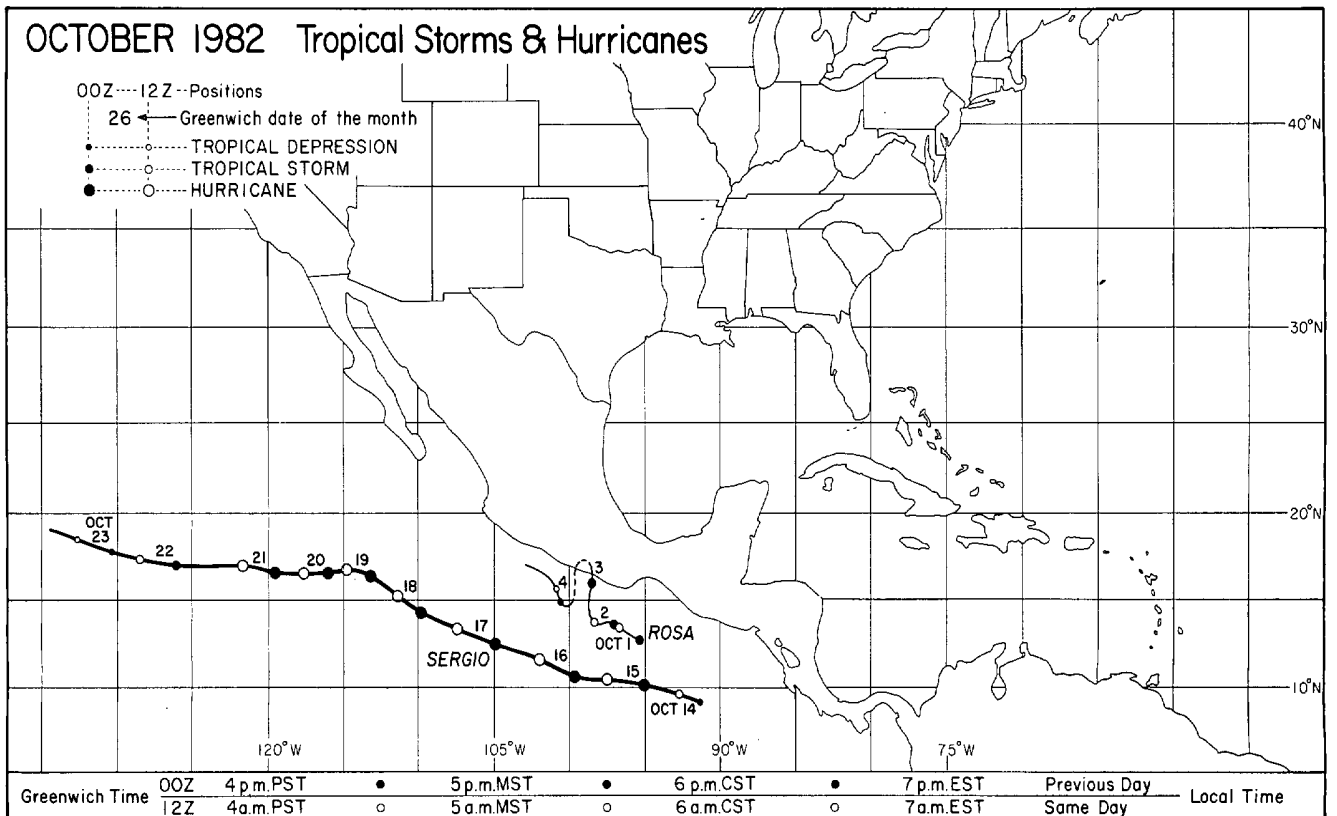 OCTOBER 1982 Tropical Storms & Hurricanes
00Z----12Z--Positions
26 ← Greenwich date of the month
TROPICAL DEPRESSION
TROPICAL STORM
HURRICANE
40°N
30°N
20°N
10°N
OCT
23
22
21
20
19
18
17
SERGIO
16
15
OCT 14
4
3
2
OCT 1
ROSA
120°W
105°W
90°W
75°W
Greenwich Time
00Z 4 p.m. PST 5 p.m. MST 6 p.m. CST 7 p.m. EST Previous Day
12Z 4 a.m. PST 5 a.m. MST 6 a.m. CST 7 a.m. EST Same Day
Local Time